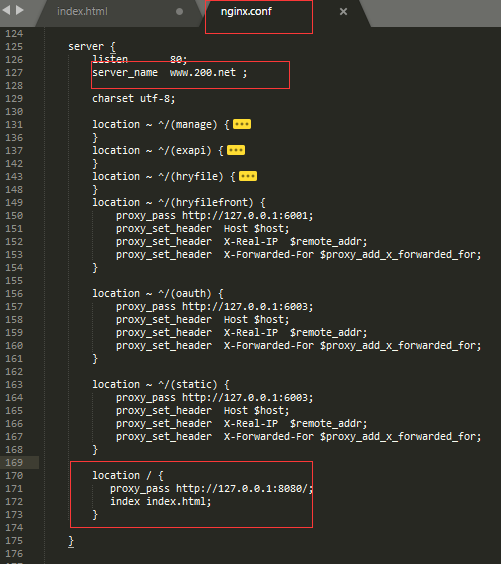 index.html
nginx.conf ×
124
125 server {
126 listen 80;
127 server_name www.200.net ;
128
129 charset utf-8;
130
131 location ~ ^/(manage) { •••
136 }
137 location ~ ^/(exapi) { •••
142 }
143 location ~ ^/(hryfile) { •••
148 }
149 location ~ ^/(hryfilefront) {
150 proxy_pass http://127.0.0.1:6001;
151 proxy_set_header Host $host;
152 proxy_set_header X-Real-IP $remote_addr;
153 proxy_set_header X-Forwarded-For $proxy_add_x_forwarded_for;
154 }
155
156 location ~ ^/(oauth) {
157 proxy_pass http://127.0.0.1:6003;
158 proxy_set_header Host $host;
159 proxy_set_header X-Real-IP $remote_addr;
160 proxy_set_header X-Forwarded-For $proxy_add_x_forwarded_for;
161 }
162
163 location ~ ^/(static) {
164 proxy_pass http://127.0.0.1:6003;
165 proxy_set_header Host $host;
166 proxy_set_header X-Real-IP $remote_addr;
167 proxy_set_header X-Forwarded-For $proxy_add_x_forwarded_for;
168 }
169
170 location / {
171 proxy_pass http://127.0.0.1:8080/;
172 index index.html;
173 }
174
175 }
176